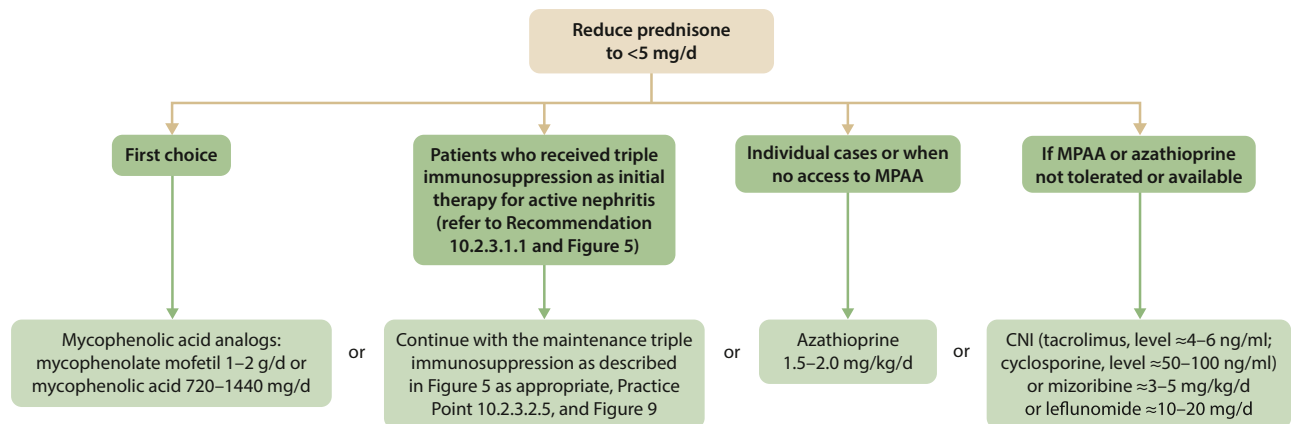 Reduce prednisone
to <5 mg/d
First choice
Patients who received triple
immunosuppression as initial
therapy for active nephritis
(refer to Recommendation
10.2.3.1.1 and Figure 5)
Individual cases or when
no access to MPAA
If MPAA or azathioprine
not tolerated or available
Mycophenolic acid analogs:
mycophenolate mofetil 1–2 g/d or
mycophenolic acid 720–1440 mg/d
or
Continue with the maintenance triple
immunosuppression as described
in Figure 5 as appropriate, Practice
Point 10.2.3.2.5, and Figure 9
or
Azathioprine
1.5–2.0 mg/kg/d
or
CNI (tacrolimus, level ≈4–6 ng/ml;
cyclosporine, level ≈50–100 ng/ml)
or mizoribine ≈3–5 mg/kg/d
or leflunomide ≈10–20 mg/d